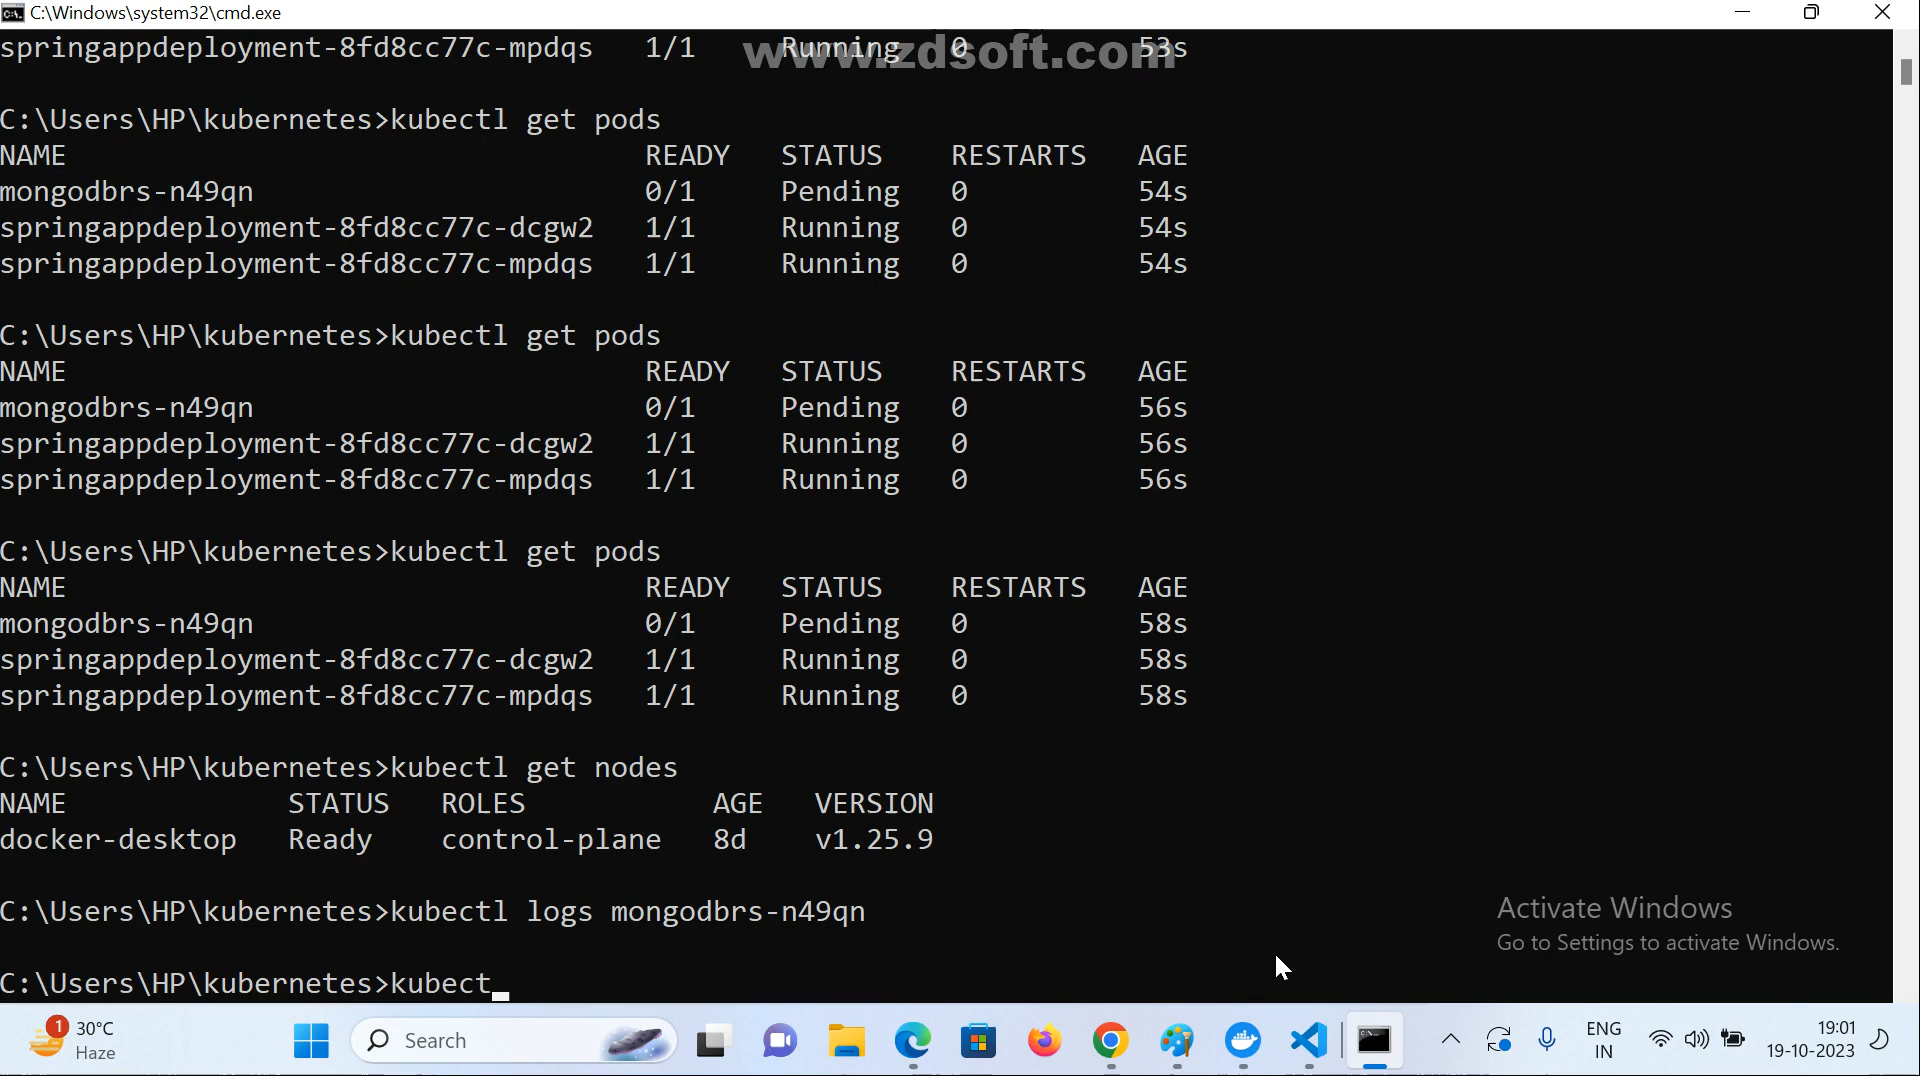 C:\Windows\system32\cmd.exe
springappdeployment-8fd8cc77c-mpdqs 1/1 Running 0 53s
www.zdsoft.com
C:\Users\HP\kubernetes>kubectl get pods
NAME READY STATUS RESTARTS AGE
mongodbrs-n49qn 0/1 Pending 0 54s
springappdeployment-8fd8cc77c-dcgw2 1/1 Running 0 54s
springappdeployment-8fd8cc77c-mpdqs 1/1 Running 0 54s
C:\Users\HP\kubernetes>kubectl get pods
NAME READY STATUS RESTARTS AGE
mongodbrs-n49qn 0/1 Pending 0 56s
springappdeployment-8fd8cc77c-dcgw2 1/1 Running 0 56s
springappdeployment-8fd8cc77c-mpdqs 1/1 Running 0 56s
C:\Users\HP\kubernetes>kubectl get pods
NAME READY STATUS RESTARTS AGE
mongodbrs-n49qn 0/1 Pending 0 58s
springappdeployment-8fd8cc77c-dcgw2 1/1 Running 0 58s
springappdeployment-8fd8cc77c-mpdqs 1/1 Running 0 58s
C:\Users\HP\kubernetes>kubectl get nodes
NAME STATUS ROLES AGE VERSION
docker-desktop Ready control-plane 8d v1.25.9
C:\Users\HP\kubernetes>kubectl logs mongodbrs-n49qn
C:\Users\HP\kubernetes>kubect_
Activate Windows
Go to Settings to activate Windows.
1
30°C
Haze
Search
ENG
IN
19:01
19-10-2023